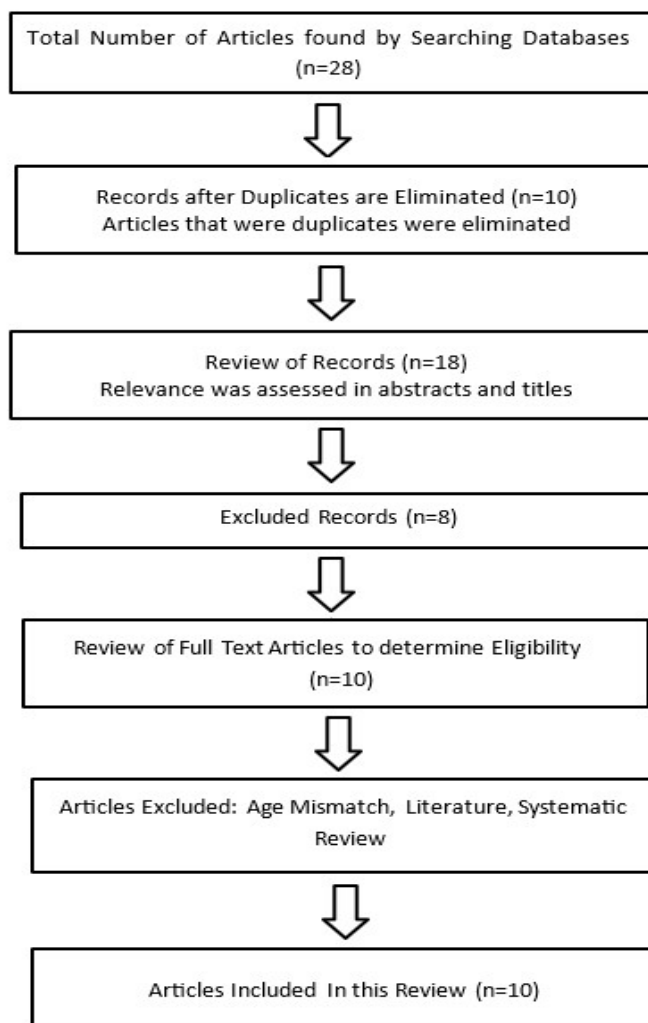 Total Number of Articles found by Searching Databases
(n=28)
Records after Duplicates are Eliminated (n=10)
Articles that were duplicates were eliminated
Review of Records (n=18)
Relevance was assessed in abstracts and titles
Excluded Records (n=8)
Review of Full Text Articles to determine Eligibility
(n=10)
Articles Excluded: Age Mismatch, Literature, Systematic
Review
Articles Included In this Review (n=10)